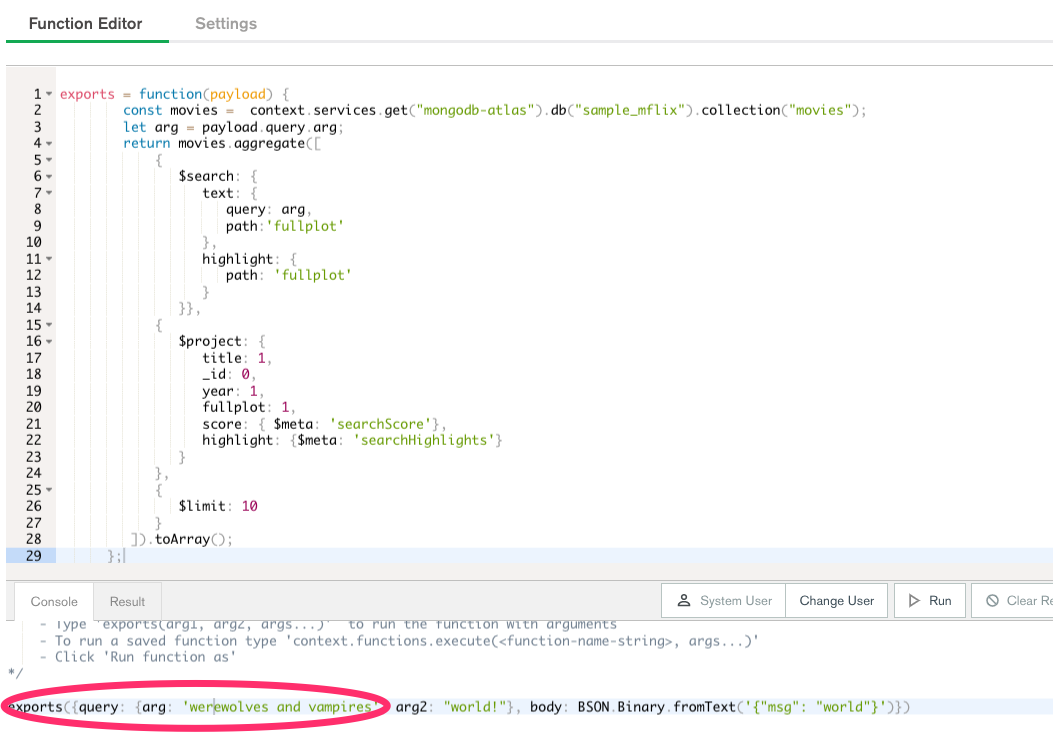 Function Editor Settings
1 exports = function(payload) {
2 const movies = context.services.get("mongodb-atlas").db("sample_mflix").collection("movies");
3 let arg = payload.query.arg;
4 return movies.aggregate([
5 {
6 $search: {
7 text: {
8 query: arg,
9 path:'fullplot'
10 },
11 highlight: {
12 path: 'fullplot'
13 }
14 }},
15 {
16 $project: {
17 title: 1,
18 _id: 0,
19 year: 1,
20 fullplot: 1,
21 score: { $meta: 'searchScore'},
22 highlight: {$meta: 'searchHighlights'}
23 }
24 },
25 {
26 $limit: 10
27 }
28 ]).toArray();
29 };
Console Result System User Change User Run Clear Re
- Type 'exports(arg1, arg2, args...)' to run the function with arguments
- To run a saved function type 'context.functions.execute(<function-name-string>, args...)'
- Click 'Run function as'
*/
exports({query: {arg: 'werewolves and vampires' arg2: "world!"}, body: BSON.Binary.fromText('{"msg": "world"}')})